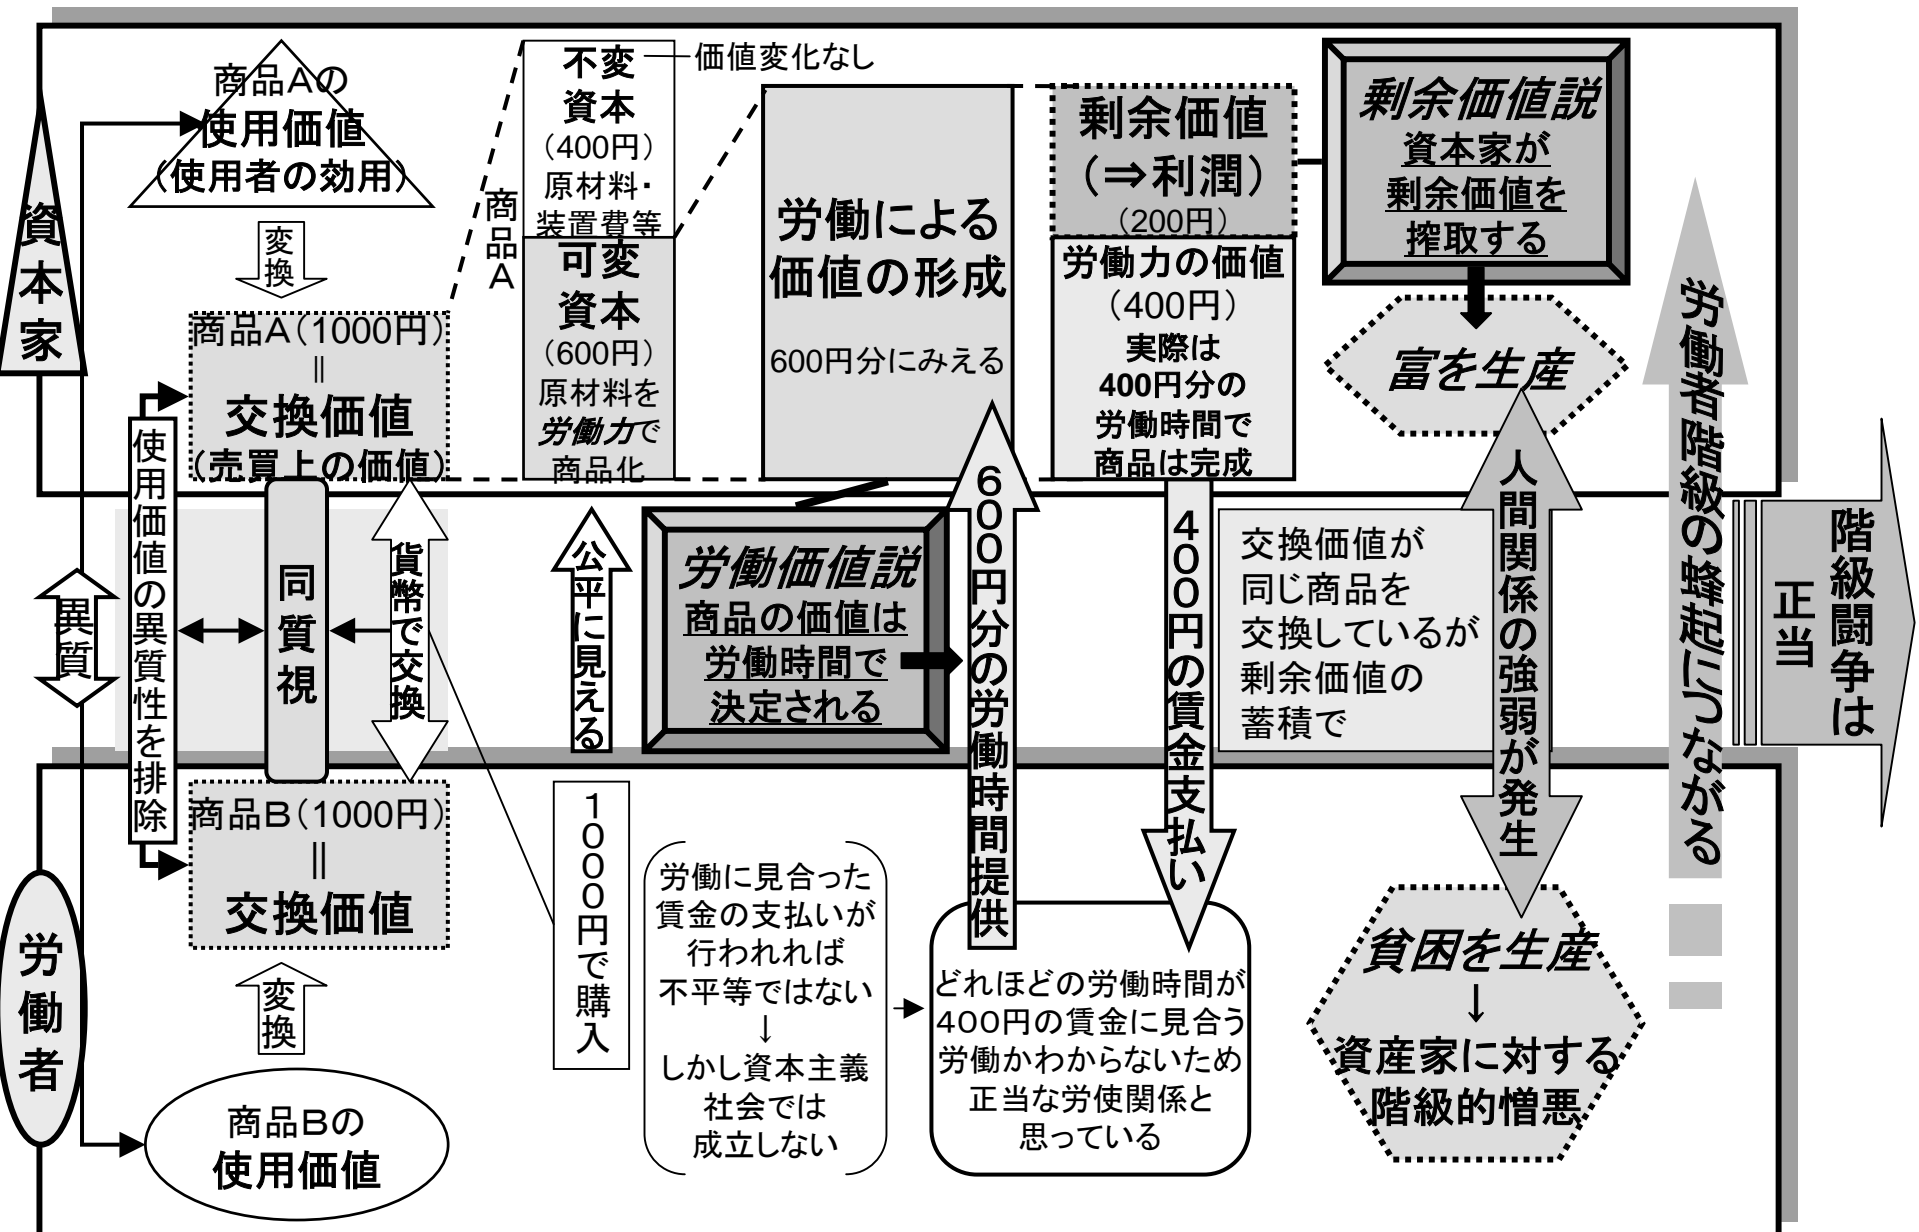 資本家
商品Aの
使用価値
(使用者の効用)
変換
商品A(1000円)
||
交換価値
(売買上の価値)
商品A
不変
資本
(400円)
原材料・
装置費等
価値変化なし
可変
資本
(600円)
原材料を
労働力で
商品化
労働による
価値の形成
600円分にみえる
剰余価値
(⇒利潤)
(200円)
労働力の価値
(400円)
実際は
400円分の
労働時間で
商品は完成
剰余価値説
資本家が
剰余価値を
搾取する
富を生産
使用価値の異質性を排除
異質
同質視
貨幣で交換
公平に見える
労働価値説
商品の価値は
労働時間で
決定される
600円分の労働時間提供
400円の賃金支払い
交換価値が
同じ商品を
交換しているが
剰余価値の
蓄積で
人間関係の強弱が発生
労働者階級の蜂起につながる
階級闘争は
正当
労働者
商品B(1000円)
||
交換価値
変換
商品Bの
使用価値
1000円で購入
労働に見合った
賃金の支払いが
行われれば
不平等ではない
↓
しかし資本主義
社会では
成立しない
どれほどの労働時間が
400円の賃金に見合う
労働かわからないため
正当な労使関係と
思っている
貧困を生産
↓
資産家に対する
階級的憎悪